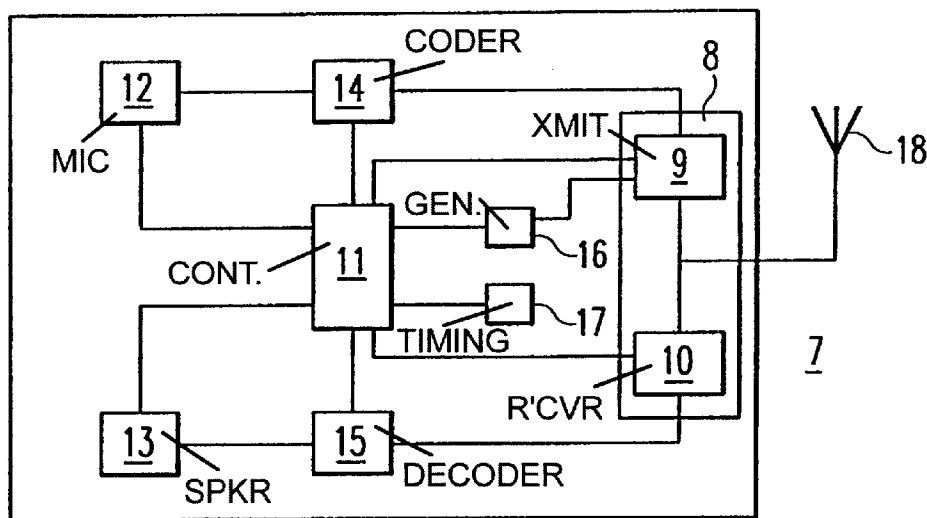 CODER
8
12
14
XMIT
MIC
9
18
GEN.
16
CONT.
11
17
TIMING
7
10
R'CVR
13
15
DECODER
SPKR